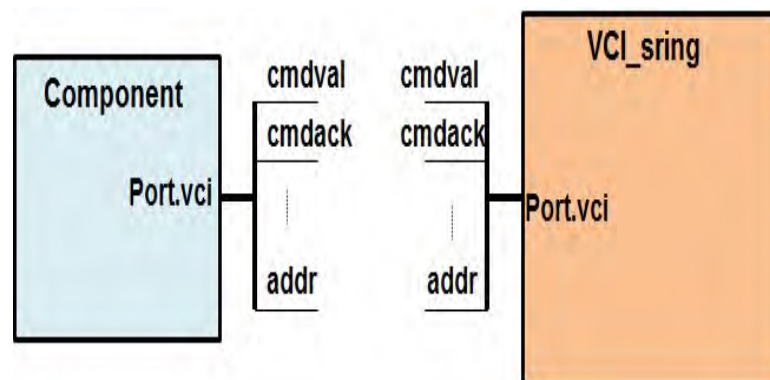 Component
Port.vci
cmdval
cmdack
addr
cmdval
cmdack
addr
VCI_sring
Port.vci